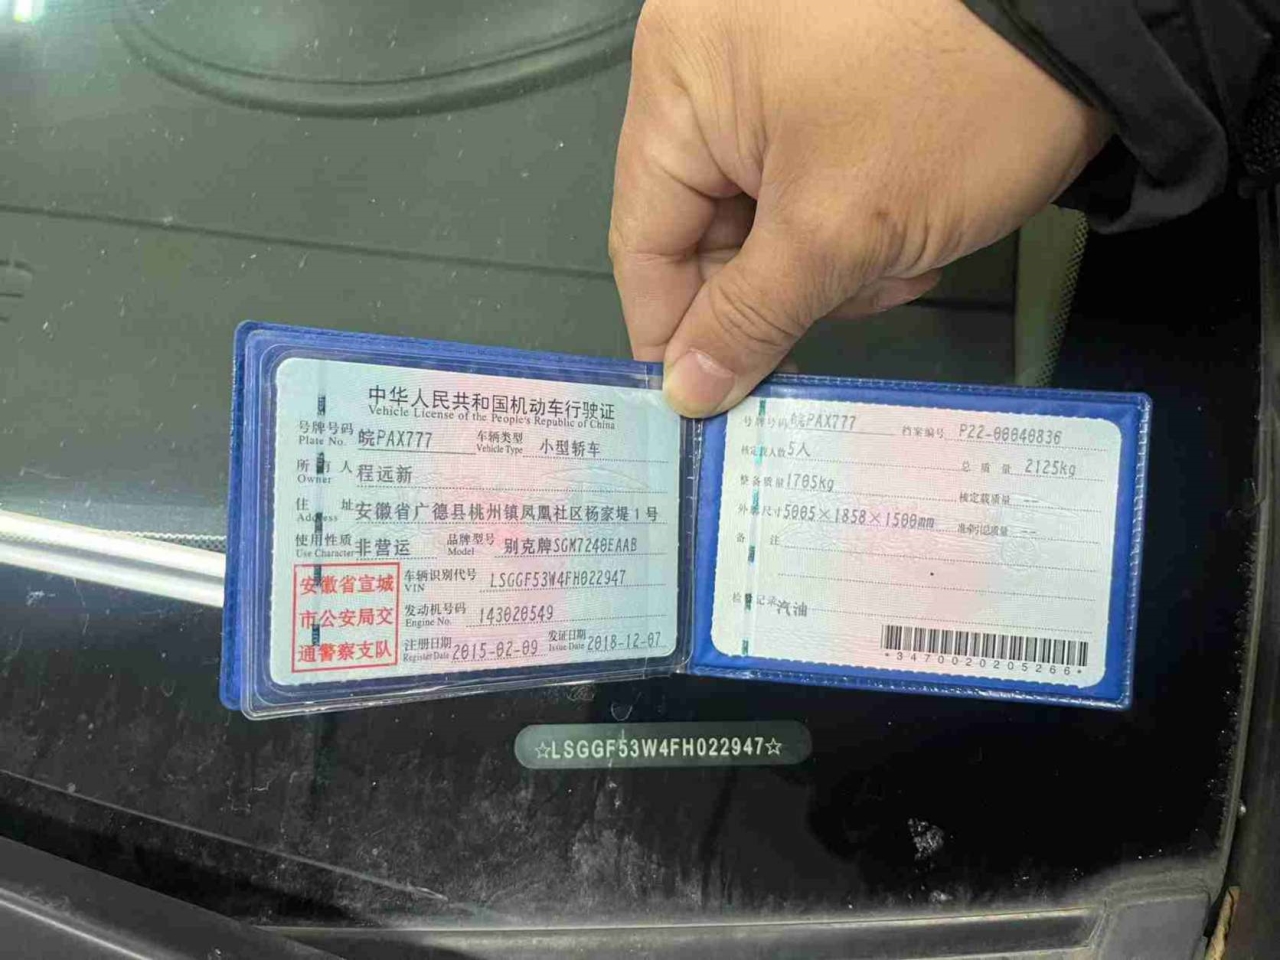 中华人民共和国机动车行驶证
Vehicle License of the People's Republic of China
号牌号码 皖PAX777 车辆类型 小型轿车
Plate No. Vehicle Type
所有人 程远新
Owner
住址 安徽省广德县桃州镇凤凰社区杨家堤1号
Address
使用性质 非营运 品牌型号 别克牌SGM7240EAAB
Use Character Model
安徽省宣城
市公安局交
通警察支队
车辆识别代号 LSGGF53W4FH022947
VIN
发动机号码 143020549
Engine No.
注册日期 2015-02-09 发证日期 2018-12-07
Register Date Issue Date
号牌号码 皖PAX777 档案编号 P22-00040836
核定载人数 5人 总质量 2125kg
整备质量 1705kg 核定载质量 --
外廓尺寸 5005×1858×1500mm 准牵引总质量 --
备注
检验记录 汽油
*3470020205266*
☆LSGGF53W4FH022947☆